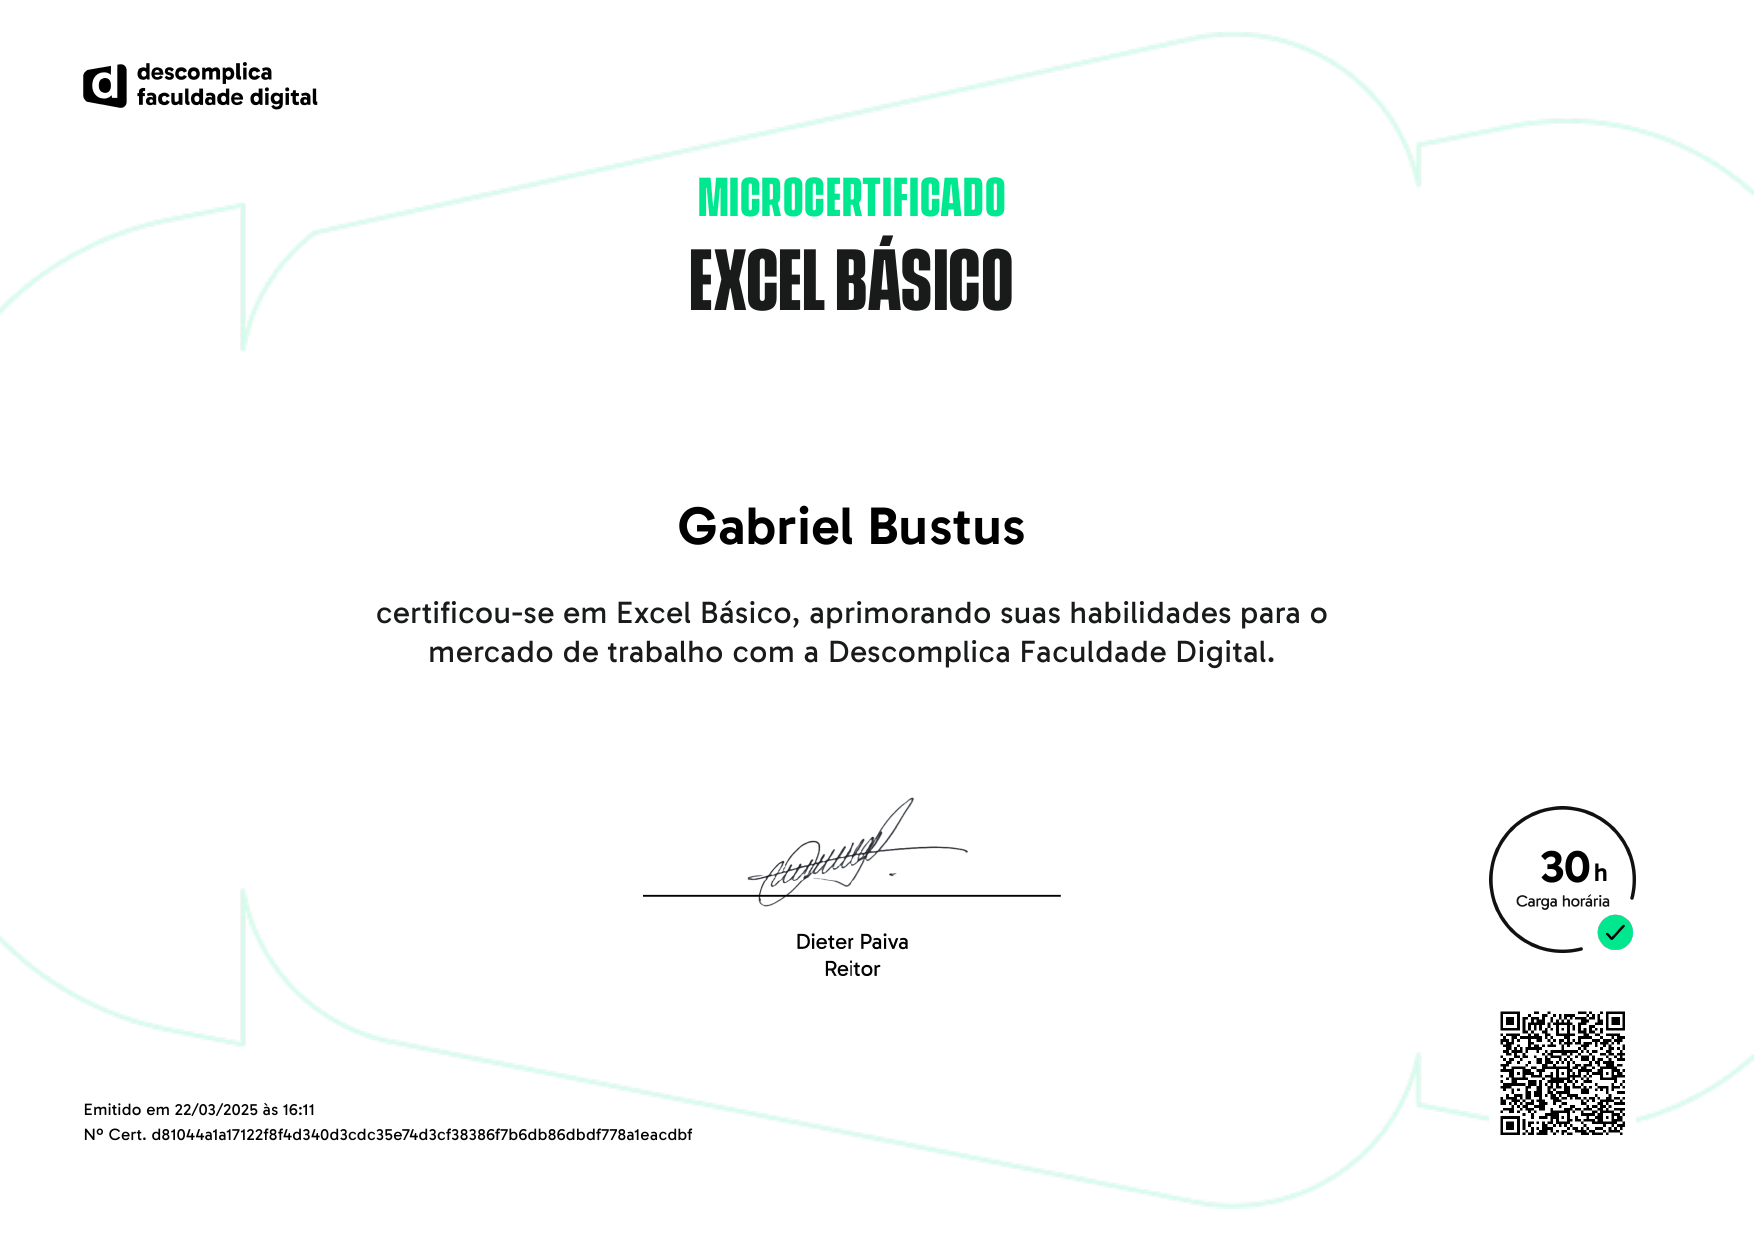 descomplica
faculdade digital
MICROCERTIFICADO
EXCEL BÁSICO
Gabriel Bustus
certificou-se em Excel Básico, aprimorando suas habilidades para o
mercado de trabalho com a Descomplica Faculdade Digital.
Dieter Paiva
Reitor
30 h
Carga horária
Emitido em 22/03/2025 às 16:11
Nº Cert. d81044a1a17122f8f4d340d3cdc35e74d3cf38386f7b6db86dbdf778a1eacdbf